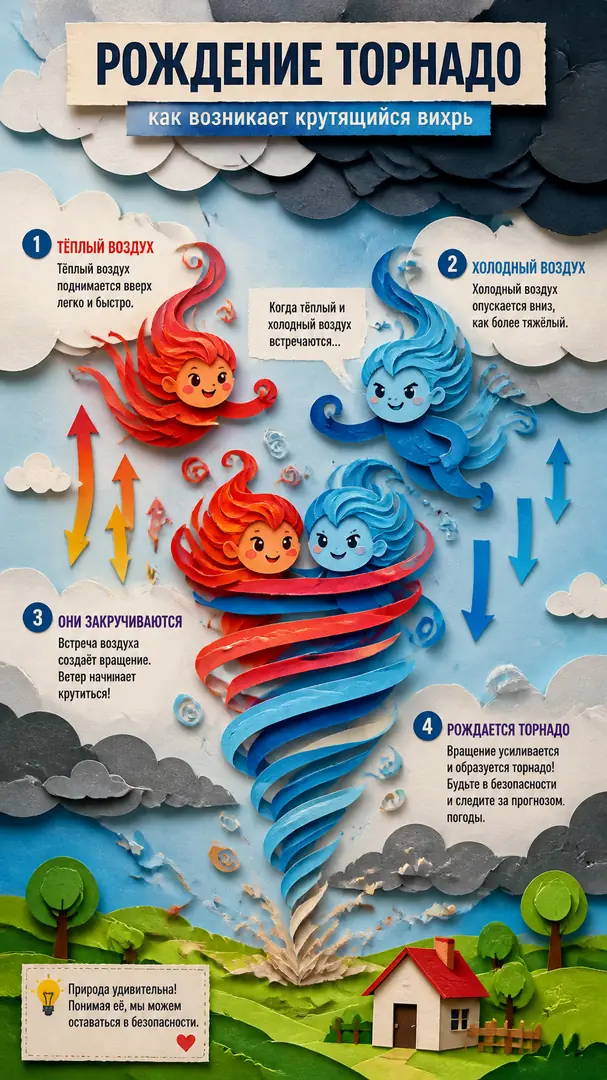 РОЖДЕНИЕ ТОРНАДО
как возникает крутящийся вихрь
1 ТЁПЛЫЙ ВОЗДУХ
Тёплый воздух
поднимается вверх
легко и быстро.
2 ХОЛОДНЫЙ ВОЗДУХ
Холодный воздух
опускается вниз,
как более тяжёлый.
Когда тёплый и
холодный воздух
встречаются...
3 ОНИ ЗАКРУЧИВАЮТСЯ
Встреча воздуха
создаёт вращение.
Ветер начинает
крутиться!
4 РОЖДАЕТСЯ ТОРНАДО
Вращение усиливается
и образуется торнадо!
Будьте в безопасности
и следите за прогнозом.
погоды.
Природа удивительна!
Понимая её, мы можем
оставаться в безопасности.